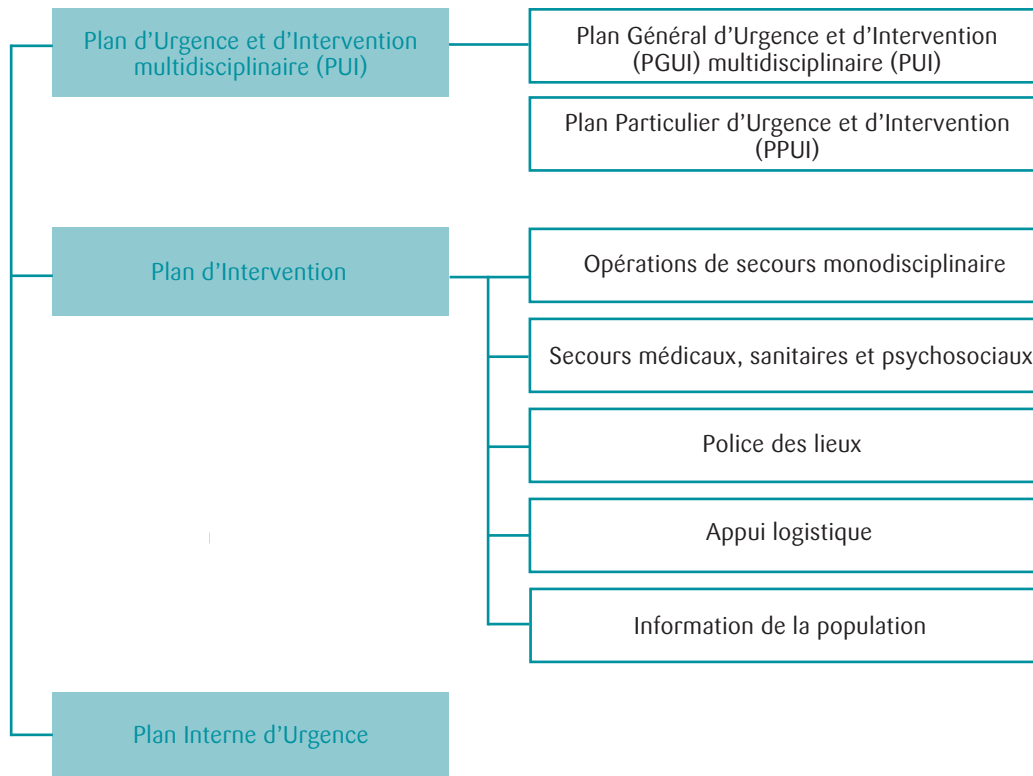 Plan d’Urgence et d’Intervention
multidisciplinaire (PUI)
Plan Général d’Urgence et d’Intervention
(PGUI) multidisciplinaire (PUI)
Plan Particulier d’Urgence et d’Intervention
(PPUI)
Plan d’Intervention
Opérations de secours monodisciplinaire
Secours médicaux, sanitaires et psychosociaux
Police des lieux
Appui logistique
Information de la population
Plan Interne d’Urgence